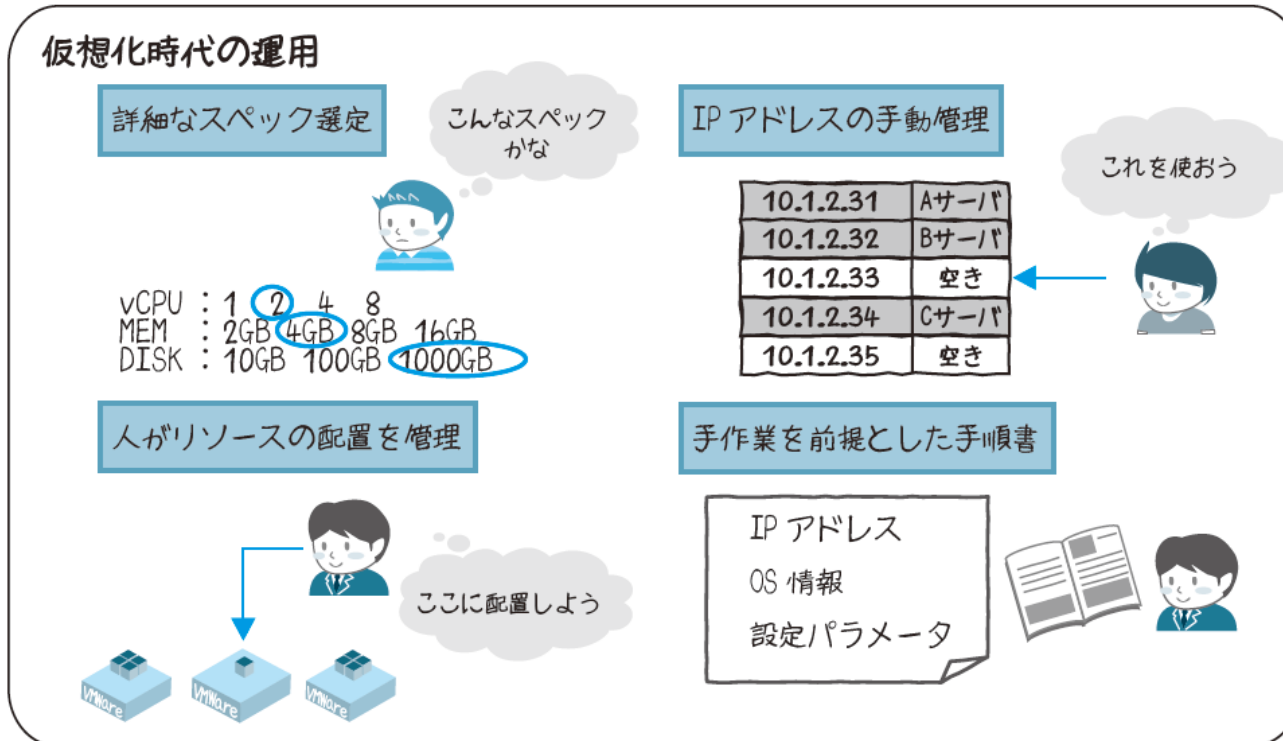 仮想化時代の運用
詳細なスペック選定
こんなスペック
かな
vCPU : 1 2 4 8
MEM : 2GB 4GB 8GB 16GB
DISK : 10GB 100GB 1000GB
IP アドレスの手動管理
これを使おう
10.1.2.31 Aサーバ
10.1.2.32 Bサーバ
10.1.2.33 空き
10.1.2.34 Cサーバ
10.1.2.35 空き
人がリソースの配置を管理
ここに配置しよう
VMWare
VMWare
VMWare
手作業を前提とした手順書
IP アドレス
OS 情報
設定パラメータ